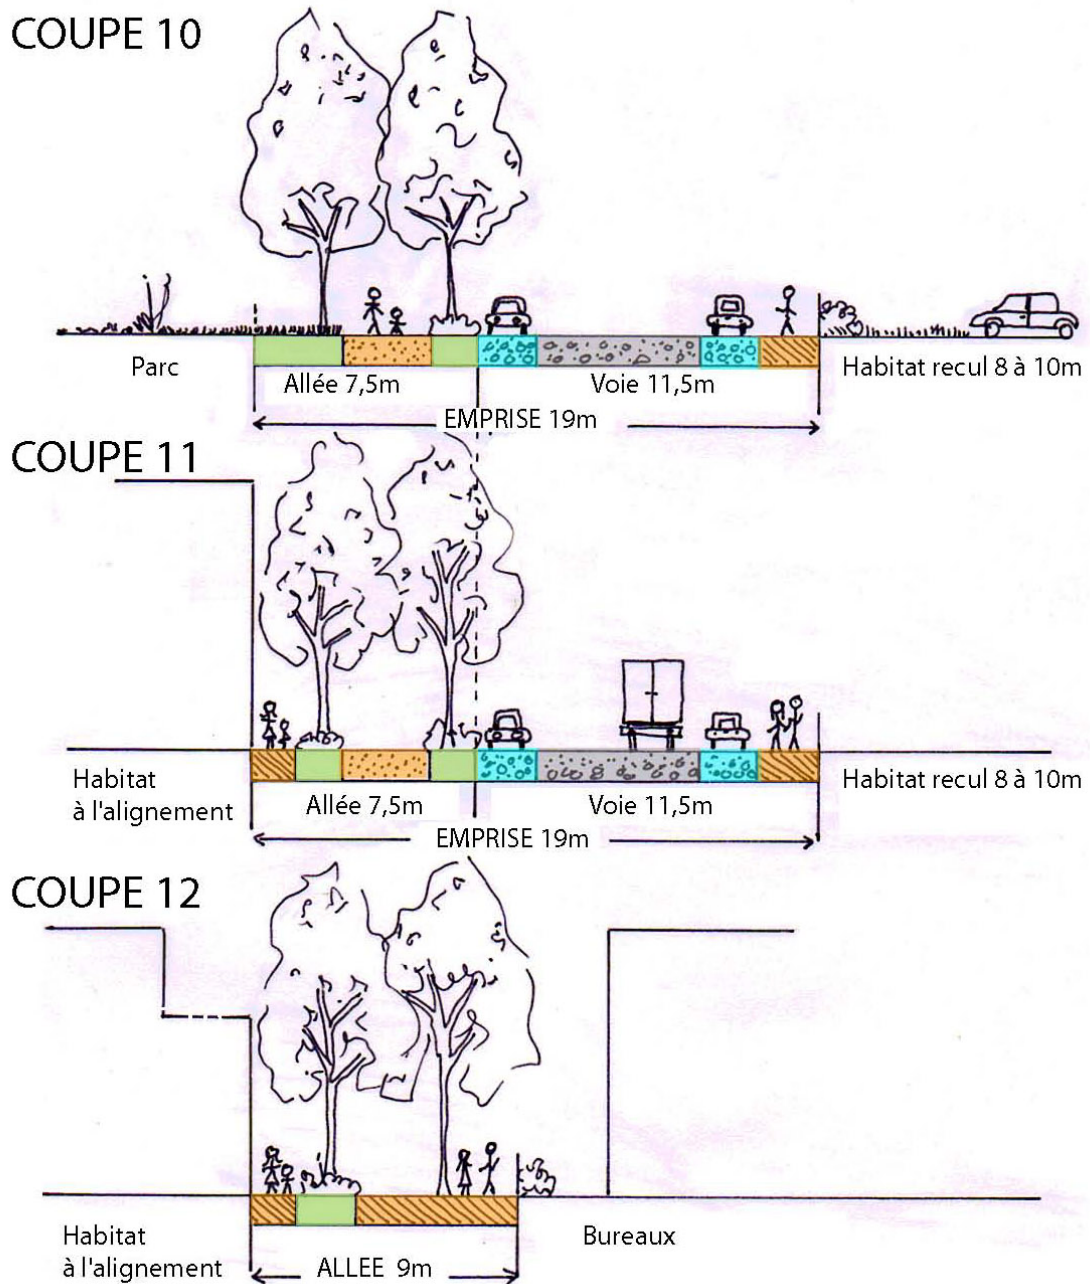 COUPE 10
Parc
Allée 7,5m
Voie 11,5m
Habitat recul 8 à 10m
EMPRISE 19m
COUPE 11
Habitat
à l'alignement
Allée 7,5m
Voie 11,5m
Habitat recul 8 à 10m
EMPRISE 19m
COUPE 12
Habitat
à l'alignement
ALLEE 9m
Bureaux